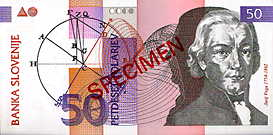 50
SPECIMEN
BANKA SLOVENIJE
50
PETDESET TOLARJEV